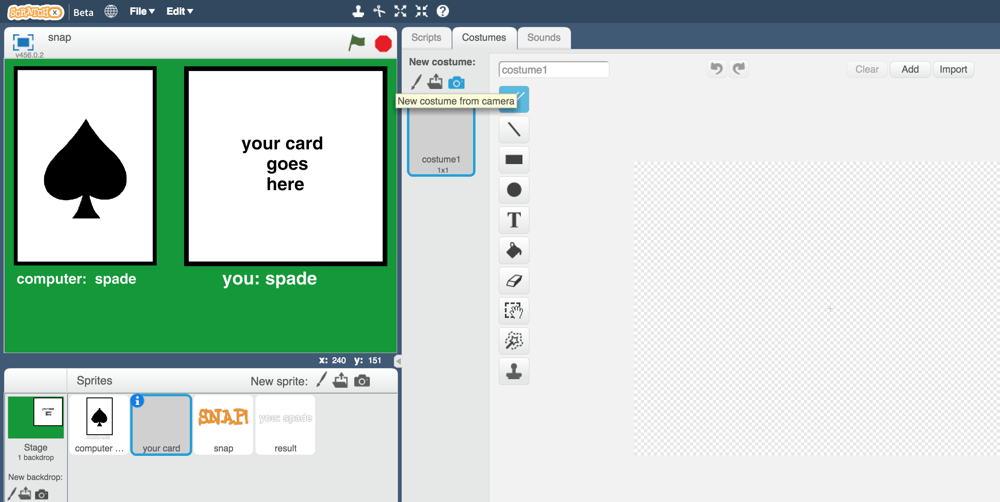 SCRATCH X Beta File Edit
snap
v456.0.2
your card
goes
here
computer: spade
you: spade
x: 240 y: 151
Scripts Costumes Sounds
New costume:
New costume from camera
costume1
1x1
costume1
Clear Add Import
T
Sprites New sprite:
Stage
1 backdrop
New backdrop:
computer ...
your card
SNAP!
snap
you: spade
result